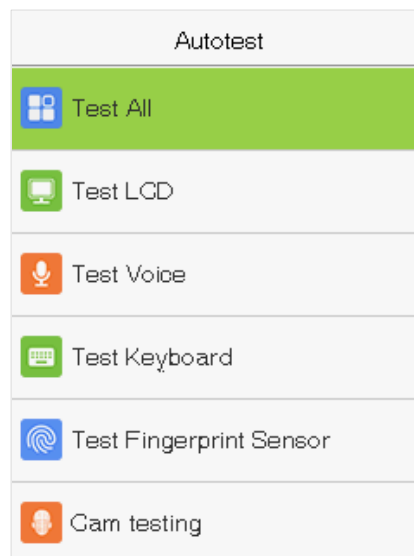 Autotest
Test All
Test LCD
Test Voice
Test Keyboard
Test Fingerprint Sensor
Cam testing